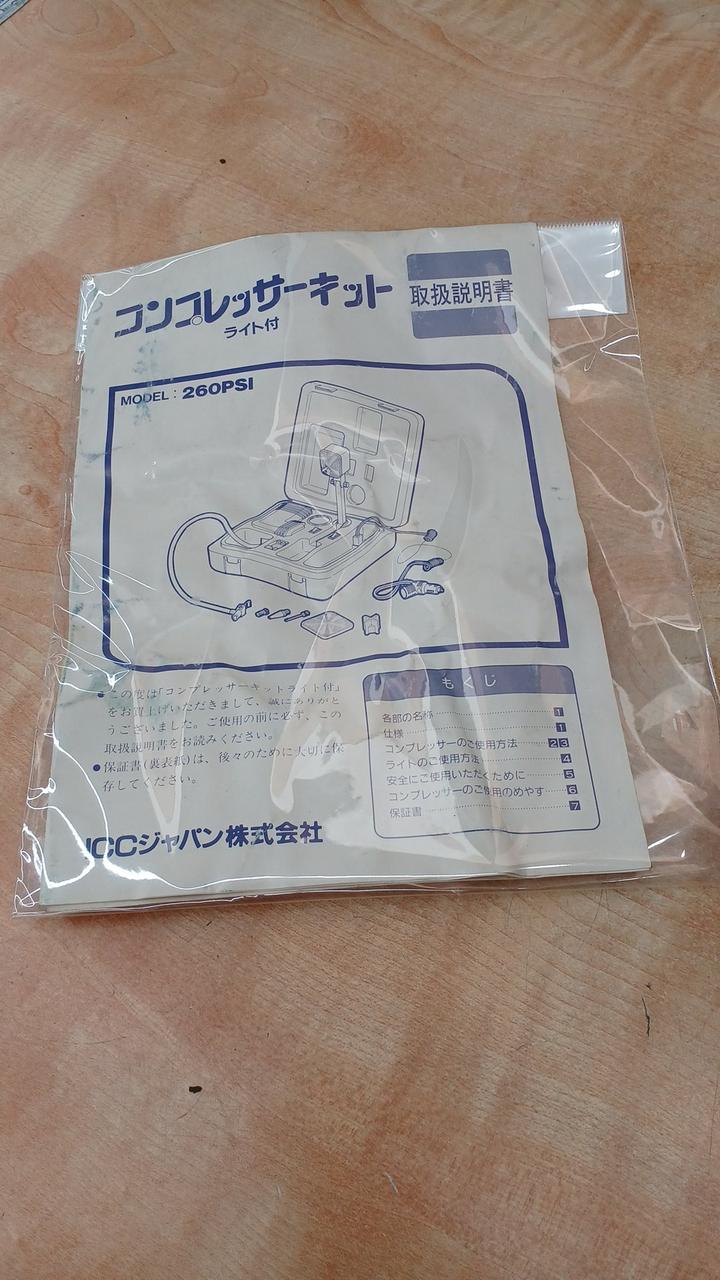 コンプレッサーキット
ライト付
取扱説明書
MODEL：260PSI
●この度は「コンプレッサーキットライト付」
をお買上げいただきまして、誠にありがと
うございました。ご使用の前に必ず、この
取扱説明書をお読みください。
●保証書(裏表紙)は、後々のために大切に保
存してください。
もくじ
各部の名称 1
仕様 1
コンプレッサーのご使用方法 2 3
ライトのご使用方法 4
安全にご使用いただくために 5
コンプレッサーのご使用のめやす 6
保証書 7
JCCジャパン株式会社